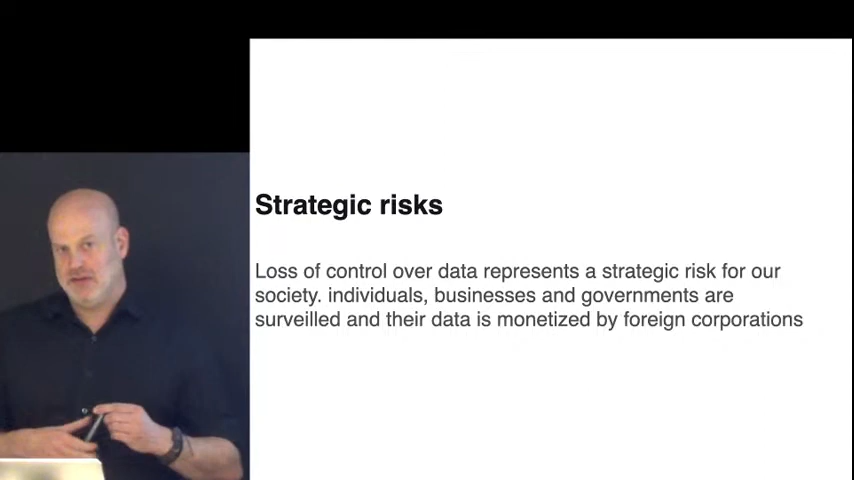 Strategic risks
Loss of control over data represents a strategic risk for our
society. individuals, businesses and governments are
surveilled and their data is monetized by foreign corporations